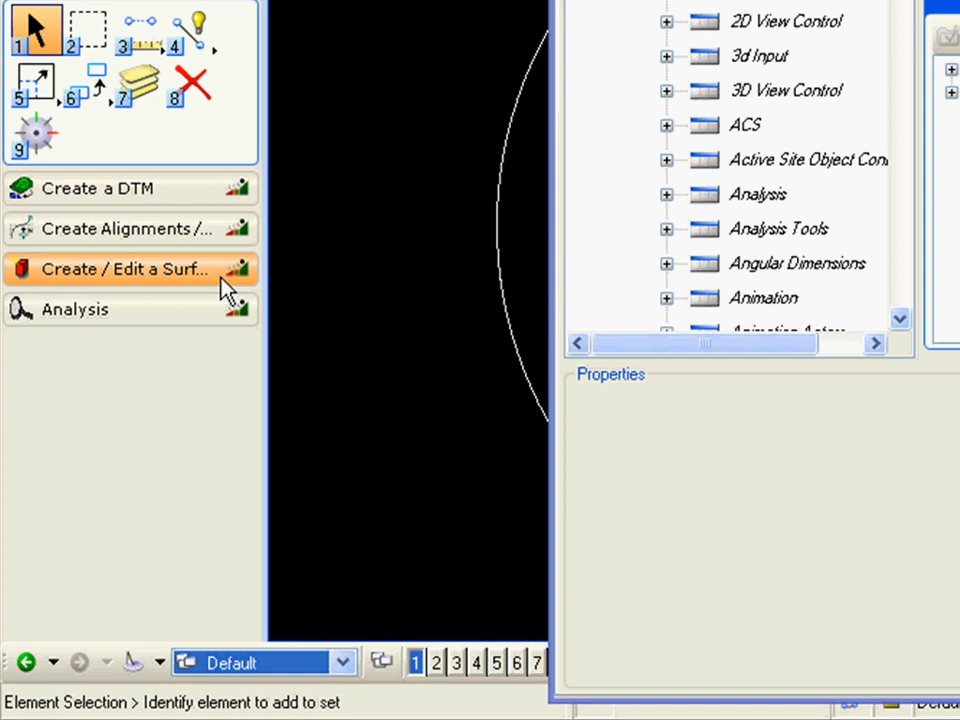 1
2
3
4
5
6
7
8
9
Create a DTM
Create Alignments /...
Create / Edit a Surf...
Analysis
2D View Control
3d Input
3D View Control
ACS
Active Site Object Con
Analysis
Analysis Tools
Angular Dimensions
Animation
Properties
Default
1 2 3 4 5 6 7
Element Selection > Identify element to add to set